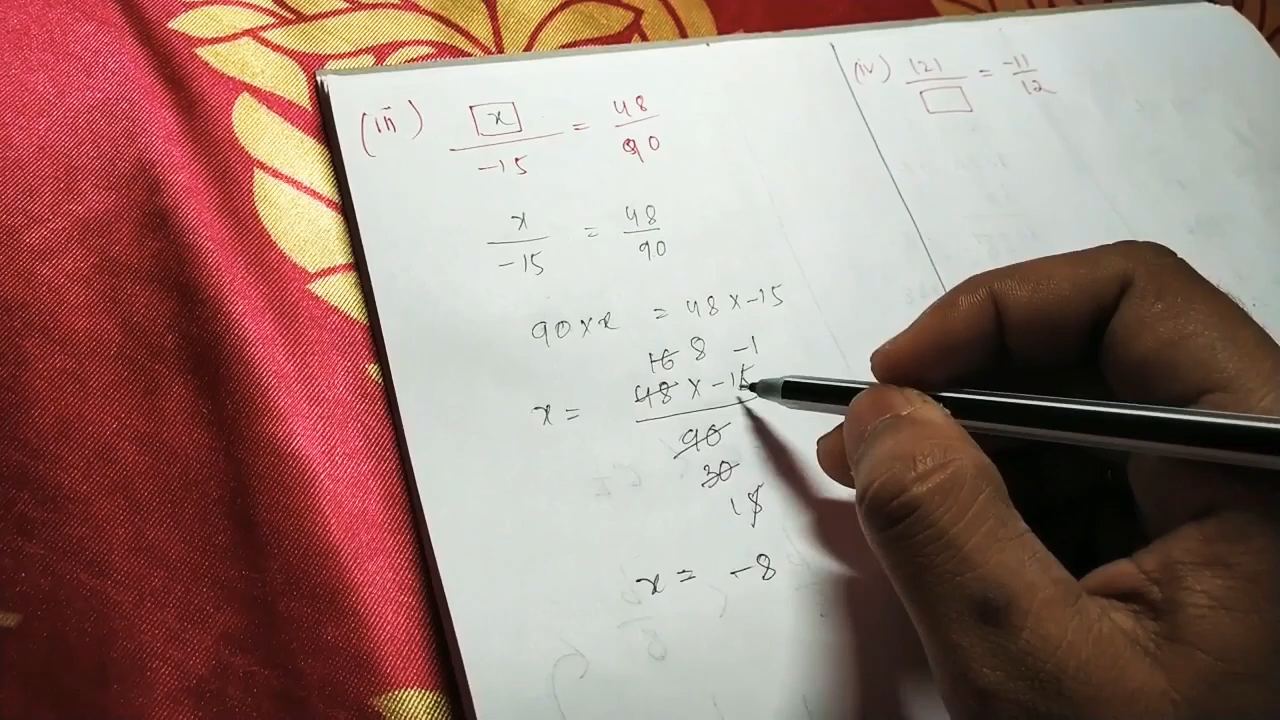 (iii) x/-15 = 48/90
x/-15 = 48/90
90 x x = 48 x -15
16 8 -1
x = 48 x -15
90
30
15
x = -8
(iv) 121/□ = -11/12